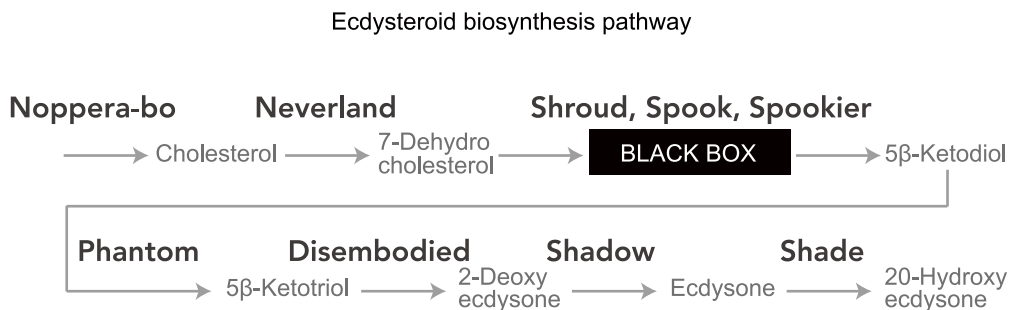 Ecdysteroid biosynthesis pathway
Noppera-bo Neverland Shroud, Spook, Spookier
Cholesterol 7-Dehydro cholesterol BLACK BOX 5β-Ketodiol
Phantom Disembodied Shadow Shade
5β-Ketotriol 2-Deoxy ecdysone Ecdysone 20-Hydroxy ecdysone